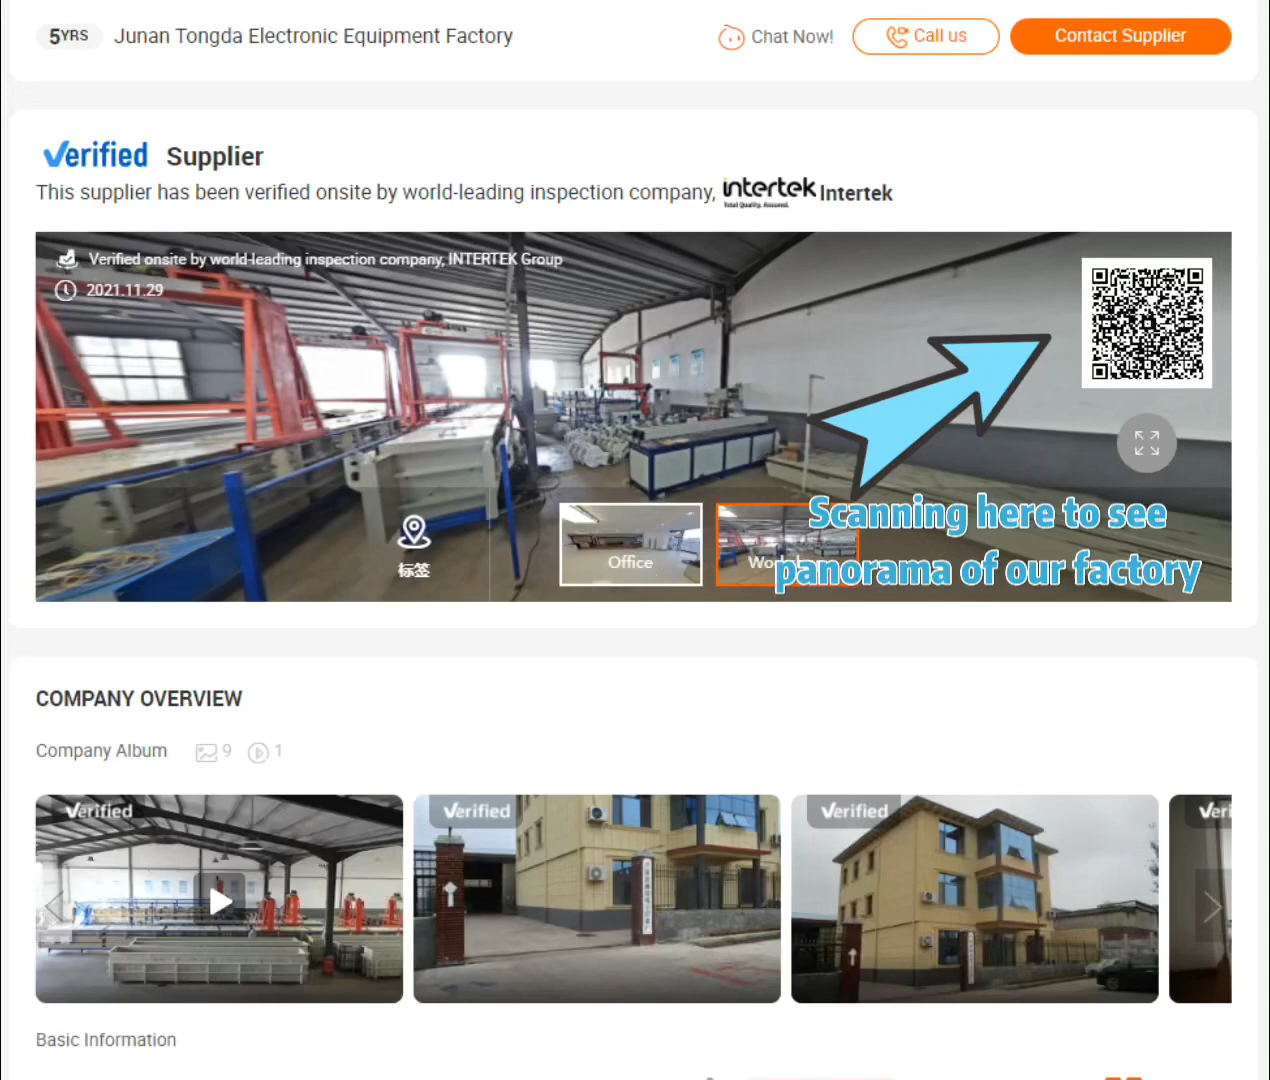 5YRS Junan Tongda Electronic Equipment Factory
Chat Now!
Call us
Contact Supplier
Verified Supplier
This supplier has been verified onsite by world-leading inspection company, intertek Intertek
Total Quality. Assured.
Verified onsite by world-leading inspection company, INTERTEK Group
2021.11.29
标签
Office
Scanning here to see
panorama of our factory
COMPANY OVERVIEW
Company Album 9 1
Verified
Verified
Verified
Basic Information